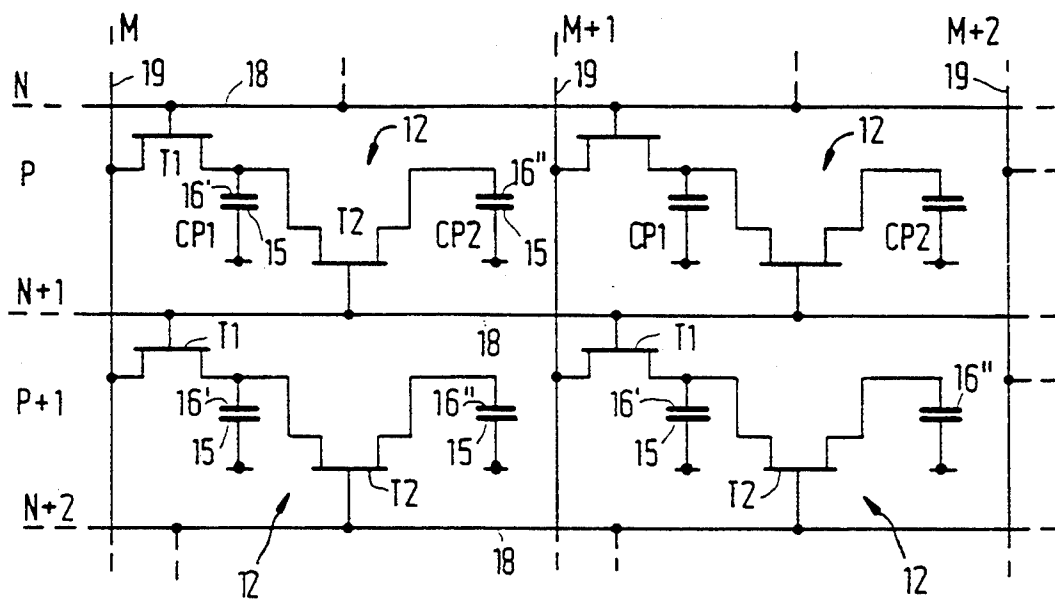 M M+1 M+2
19 18 19 19
N
12 12
P T1 16' 16" 
CP1 15 T2 CP2 15 CP1 CP2
N+1
T1 18 T1
P+1 16' 16" 16' 16"
15 15 15
T2 T2
N+2
12 18 12